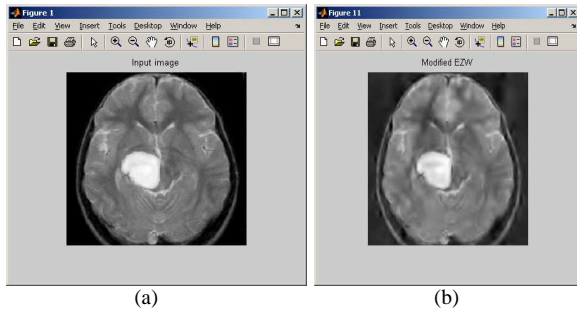 Figure 1
File Edit View Insert Tools Desktop Window Help
Input image
(a)
Figure 11
File Edit View Insert Tools Desktop Window Help
Modified EZW
(b)